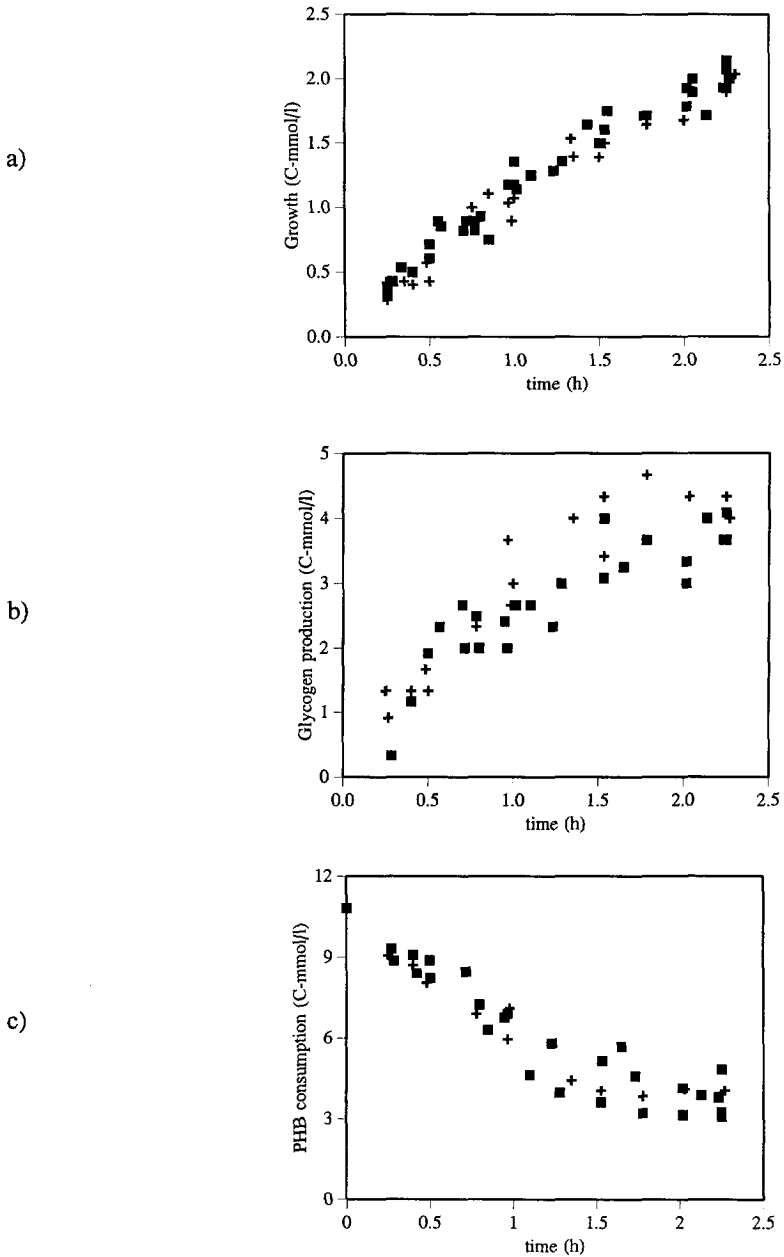 a)
Growth (C-mmol/l)
2.5
2.0
1.5
1.0
0.5
0.0
0.0 0.5 1.0 1.5 2.0 2.5
time (h)
b)
Glycogen production (C-mmol/l)
5
4
3
2
1
0
0.0 0.5 1.0 1.5 2.0 2.5
time (h)
c)
PHB consumption (C-mmol/l)
12
9
6
3
0
0 0.5 1 1.5 2 2.5
time (h)